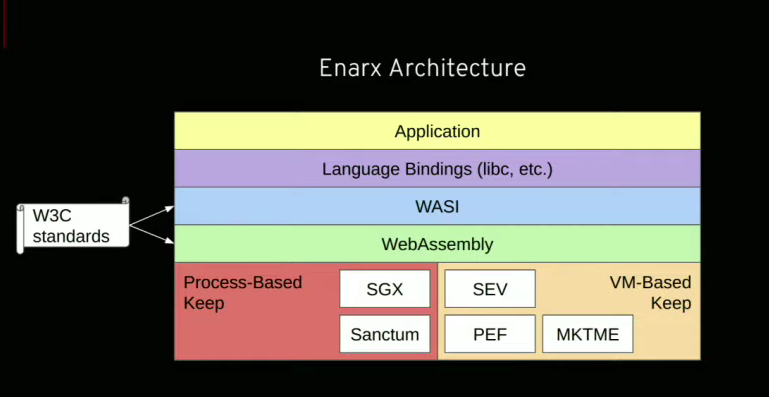 Enarx Architecture
Application
Language Bindings (libc, etc.)
W3C
standards
WASI
WebAssembly
Process-Based
Keep
SGX
Sanctum
SEV
PEF
MKTME
VM-Based
Keep